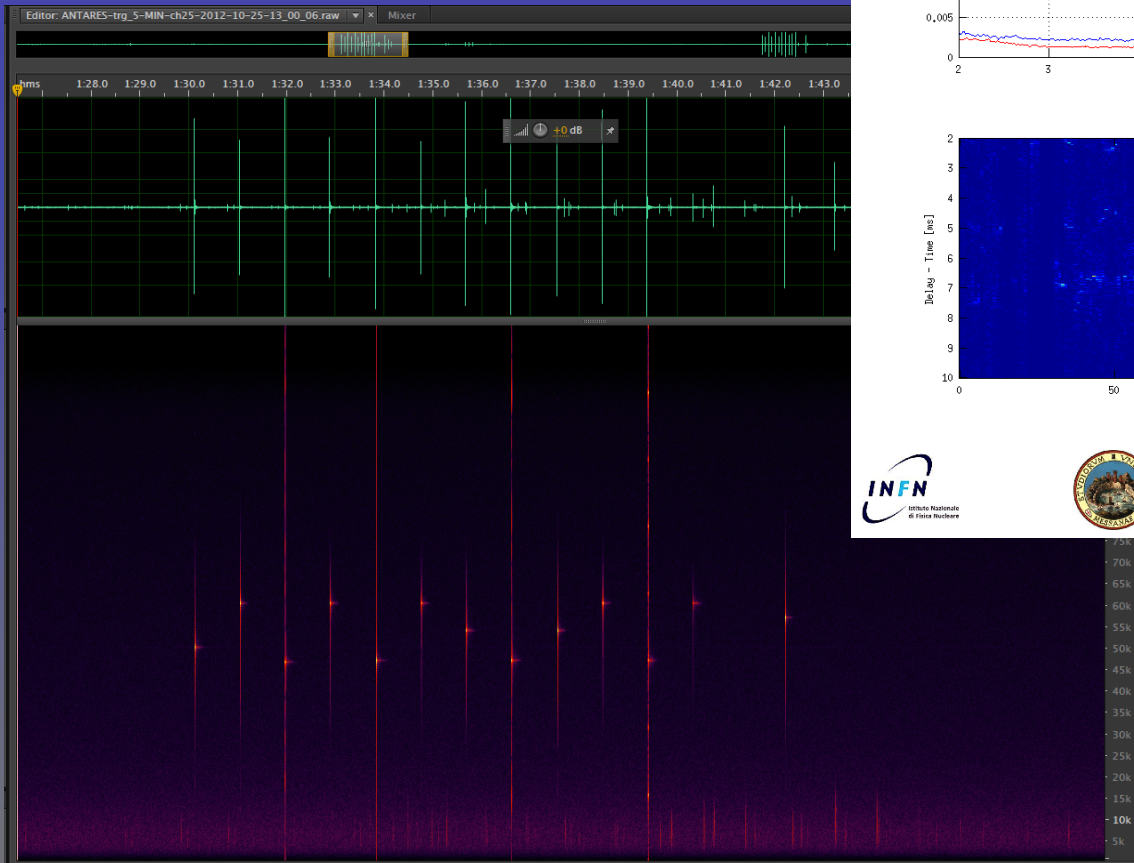 Editor: ANTARES-trg_5-MIN-ch25-2012-10-25-13_00_06.raw
Mixer
hms 1:28.0 1:29.0 1:30.0 1:31.0 1:32.0 1:33.0 1:34.0 1:35.0 1:36.0 1:37.0 1:38.0 1:39.0 1:40.0 1:41.0 1:42.0 1:43.0
+0 dB
0.005
0
2 3
2
3
4
5
6
7
8
9
10
Delay - Time [ms]
0 50
INFN
Istituto Nazionale
di Fisica Nucleare
STVDIORVM
MESSANAE
75k
70k
65k
60k
55k
50k
45k
40k
35k
30k
25k
20k
15k
10k
5k